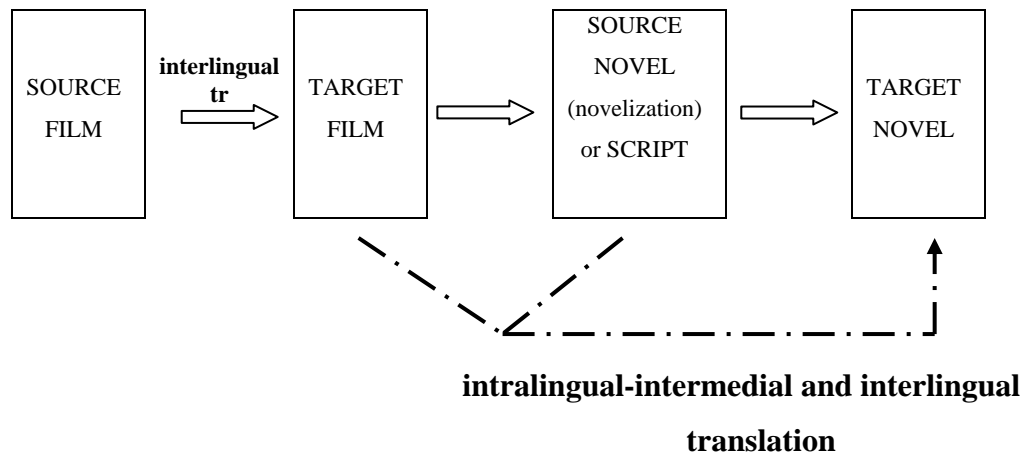 SOURCE
FILM
interlingual
tr
TARGET
FILM
SOURCE
NOVEL
(novelization)
or SCRIPT
TARGET
NOVEL
intralingual-intermedial and interlingual
translation